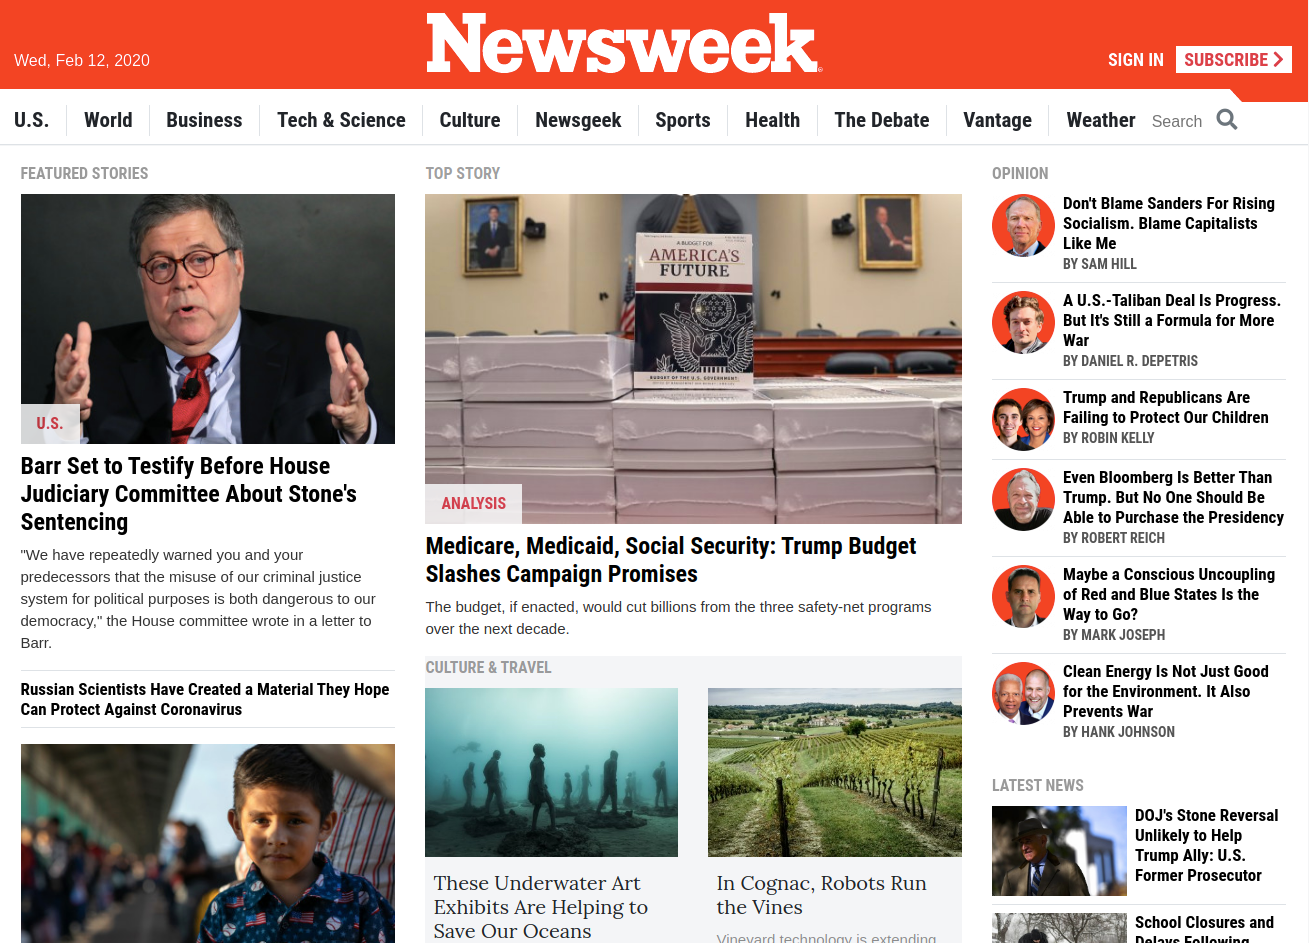 Wed, Feb 12, 2020
Newsweek
SIGN IN
SUBSCRIBE
U.S.
World
Business
Tech & Science
Culture
Newsgeek
Sports
Health
The Debate
Vantage
Weather
Search
FEATURED STORIES
U.S.
Barr Set to Testify Before House
Judiciary Committee About Stone's
Sentencing
"We have repeatedly warned you and your
predecessors that the misuse of our criminal justice
system for political purposes is both dangerous to our
democracy," the House committee wrote in a letter to
Barr.
Russian Scientists Have Created a Material They Hope
Can Protect Against Coronavirus
TOP STORY
A BUDGET FOR
AMERICA'S
FUTURE
BUDGET OF THE U.S. GOVERNMENT
ANALYSIS
Medicare, Medicaid, Social Security: Trump Budget
Slashes Campaign Promises
The budget, if enacted, would cut billions from the three safety-net programs
over the next decade.
CULTURE & TRAVEL
These Underwater Art
Exhibits Are Helping to
Save Our Oceans
In Cognac, Robots Run
the Vines
Vineyard technology is extending
OPINION
Don't Blame Sanders For Rising
Socialism. Blame Capitalists
Like Me
BY SAM HILL
A U.S.-Taliban Deal Is Progress.
But It's Still a Formula for More
War
BY DANIEL R. DEPETRIS
Trump and Republicans Are
Failing to Protect Our Children
BY ROBIN KELLY
Even Bloomberg Is Better Than
Trump. But No One Should Be
Able to Purchase the Presidency
BY ROBERT REICH
Maybe a Conscious Uncoupling
of Red and Blue States Is the
Way to Go?
BY MARK JOSEPH
Clean Energy Is Not Just Good
for the Environment. It Also
Prevents War
BY HANK JOHNSON
LATEST NEWS
DOJ's Stone Reversal
Unlikely to Help
Trump Ally: U.S.
Former Prosecutor
School Closures and
Delays Following